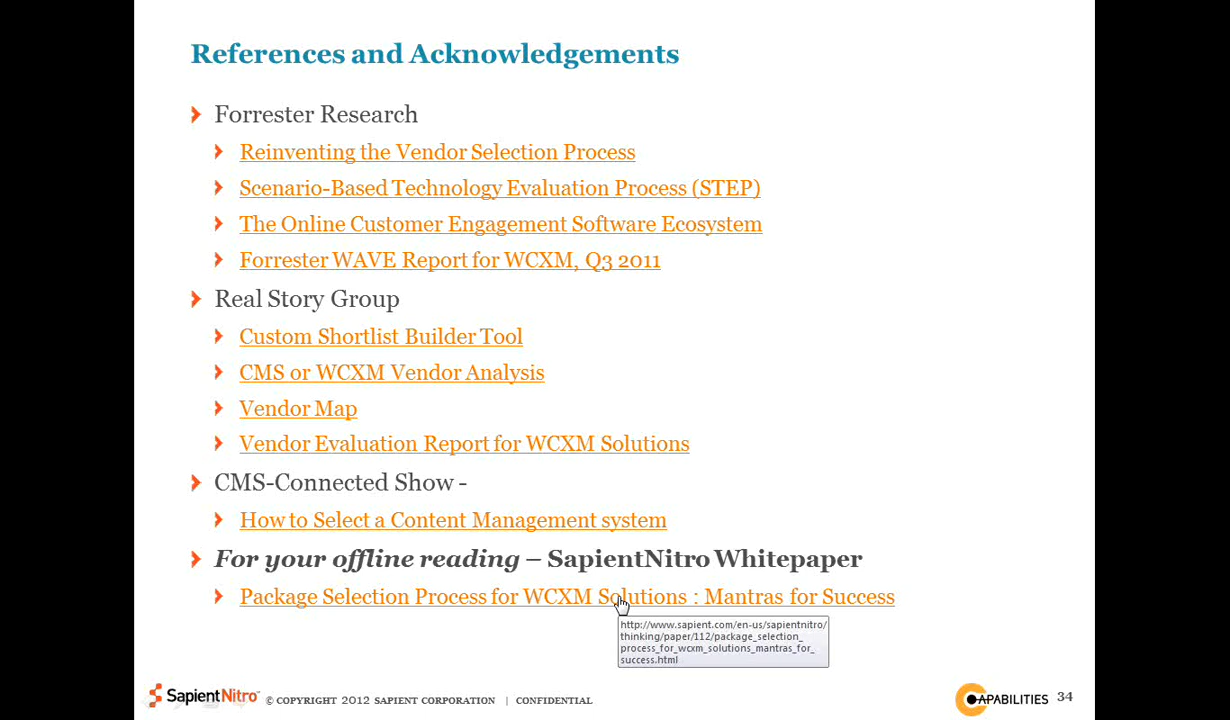 References and Acknowledgements
Forrester Research
Reinventing the Vendor Selection Process
Scenario-Based Technology Evaluation Process (STEP)
The Online Customer Engagement Software Ecosystem
Forrester WAVE Report for WCXM, Q3 2011
Real Story Group
Custom Shortlist Builder Tool
CMS or WCXM Vendor Analysis
Vendor Map
Vendor Evaluation Report for WCXM Solutions
CMS-Connected Show -
How to Select a Content Management system
For your offline reading – SapientNitro Whitepaper
Package Selection Process for WCXM Solutions : Mantras for Success
http://www.sapient.com/en-us/sapientnitro/
thinking/paper/112/package_selection_
process_for_wcxm_solutions_mantras_for_
success.html
SapientNitro © COPYRIGHT 2012 SAPIENT CORPORATION | CONFIDENTIAL CAPABILITIES 34